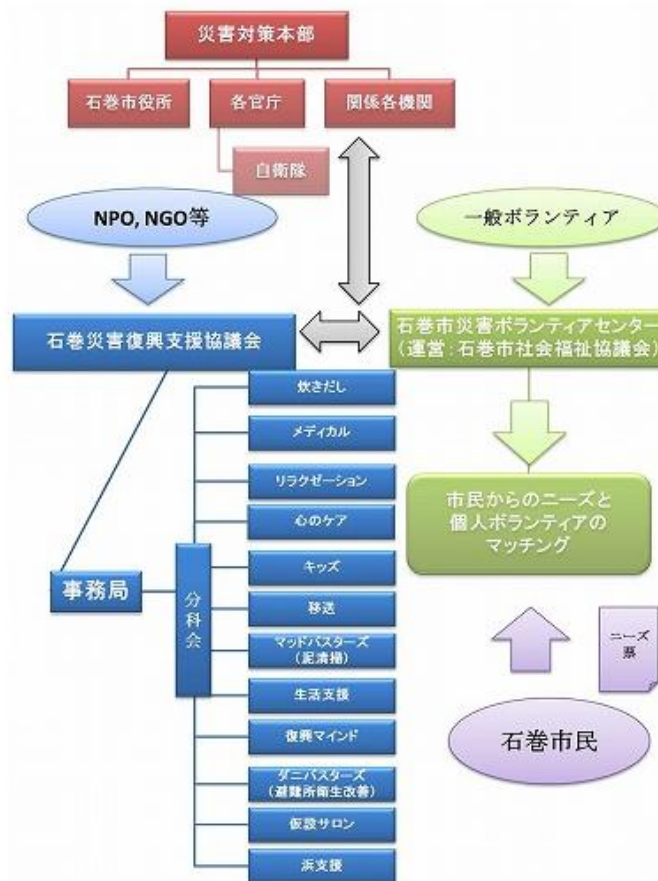 災害対策本部
石巻市役所
各官庁
関係各機関
自衛隊
NPO, NGO等
一般ボランティア
石巻災害復興支援協議会
石巻市災害ボランティアセンター
（運営：石巻市社会福祉協議会）
炊きだし
メディカル
リラクゼーション
心のケア
キッズ
移送
マッドバスターズ
（泥清掃）
生活支援
復興マインド
ダニバスターズ
（避難所衛生改善）
仮設サロン
浜支援
事務局
分科会
市民からのニーズと
個人ボランティアの
マッチング
ニーズ
票
石巻市民